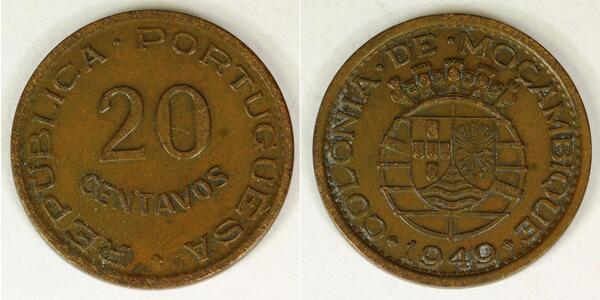 REPUBLICA · PORTUGUESA
20
CENTAVOS
COLONIA · DE · MOÇAMBIQUE
1949